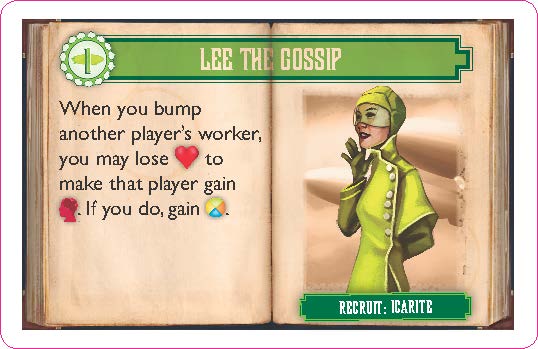 LEE THE GOSSIP
When you bump
another player's worker,
you may lose to
make that player gain
. If you do, gain .
RECRUIT: ICARITE